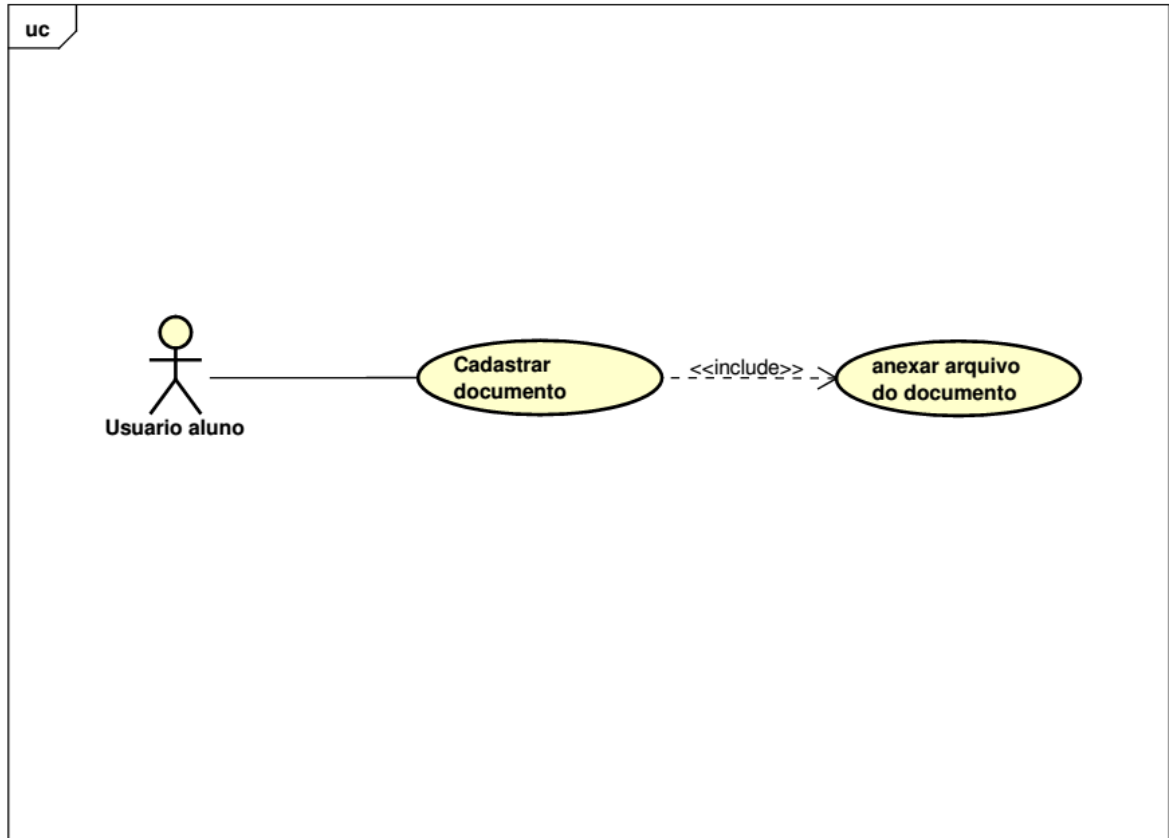 uc
Cadastrar
documento
<<include>>
anexar arquivo
do documento
Usuario aluno